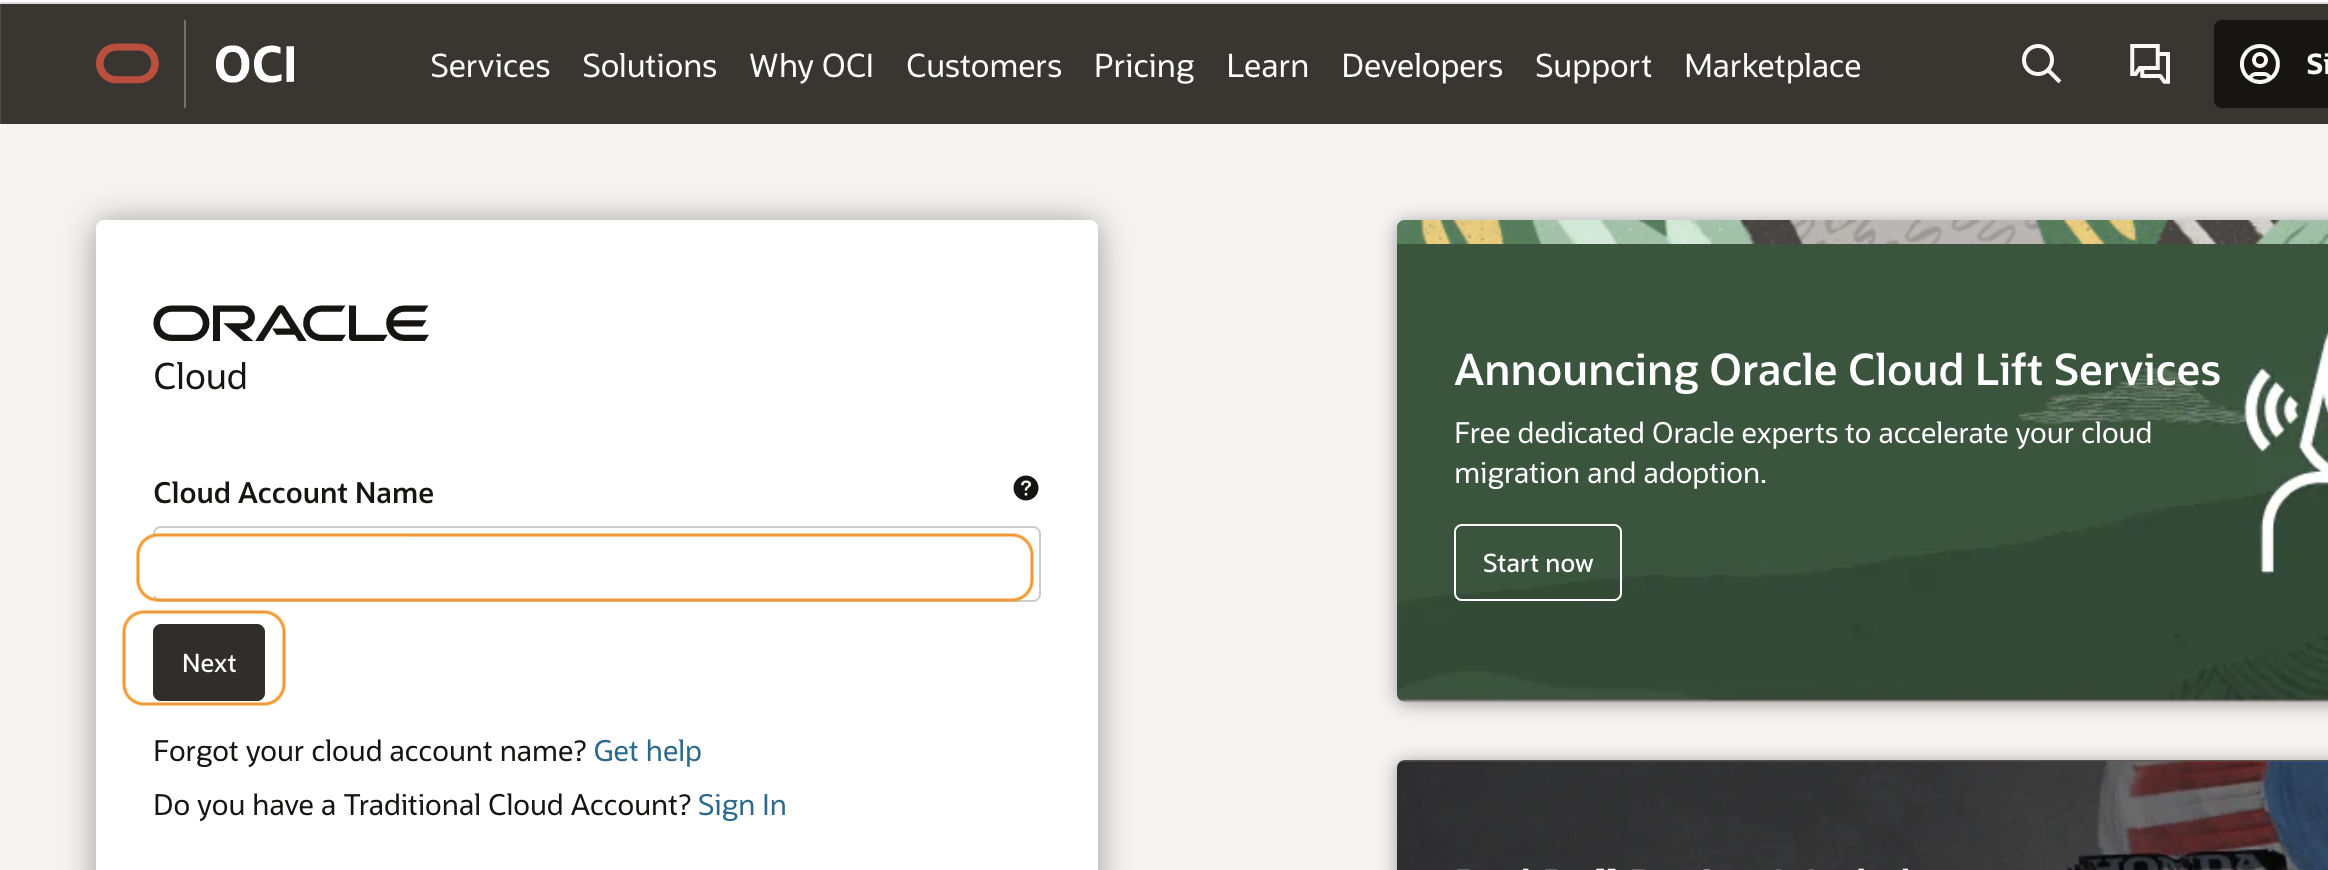 OCI
Services Solutions Why OCI Customers Pricing Learn Developers Support Marketplace
ORACLE
Cloud
Cloud Account Name
?
Next
Forgot your cloud account name? Get help
Do you have a Traditional Cloud Account? Sign In
Announcing Oracle Cloud Lift Services
Free dedicated Oracle experts to accelerate your cloud
migration and adoption.
Start now
HONDA